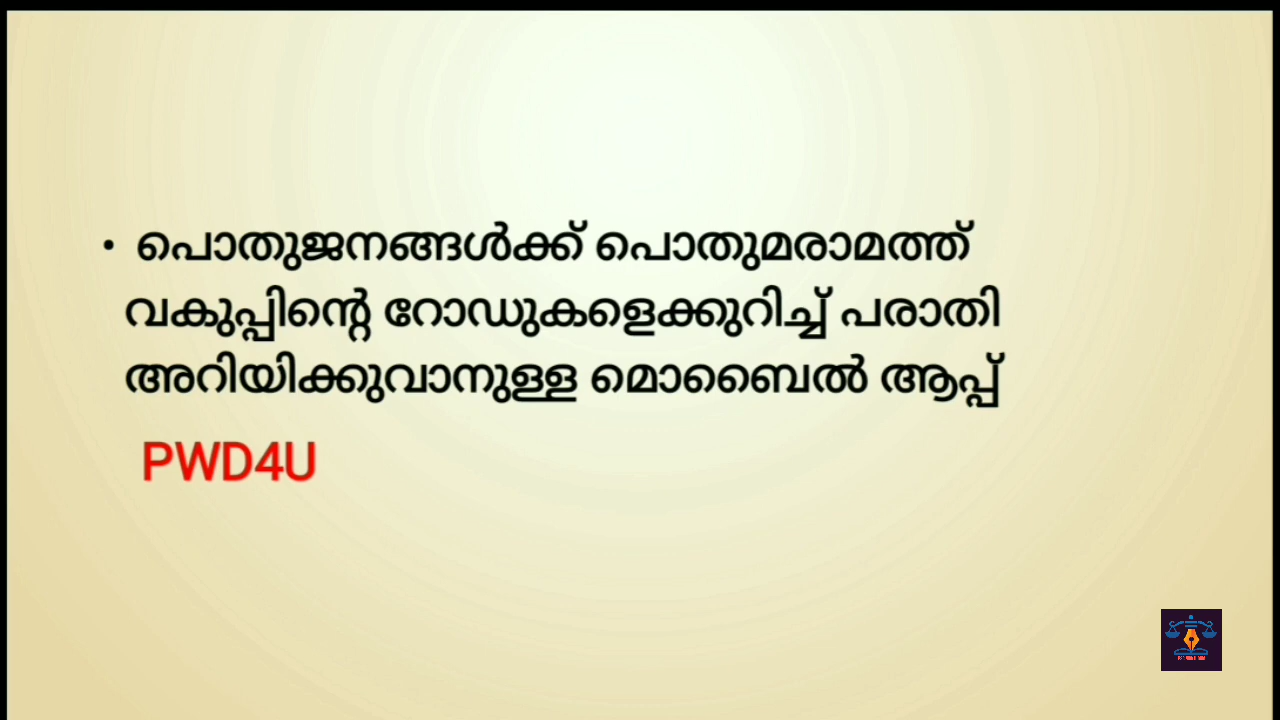 • പൊതുജനങ്ങൾക്ക് പൊതുമരാമത്ത്
വകുപ്പിന്റെ റോഡുകളെക്കുറിച്ച് പരാതി
അറിയിക്കുവാനുള്ള മൊബൈൽ ആപ്പ്
PWD4U